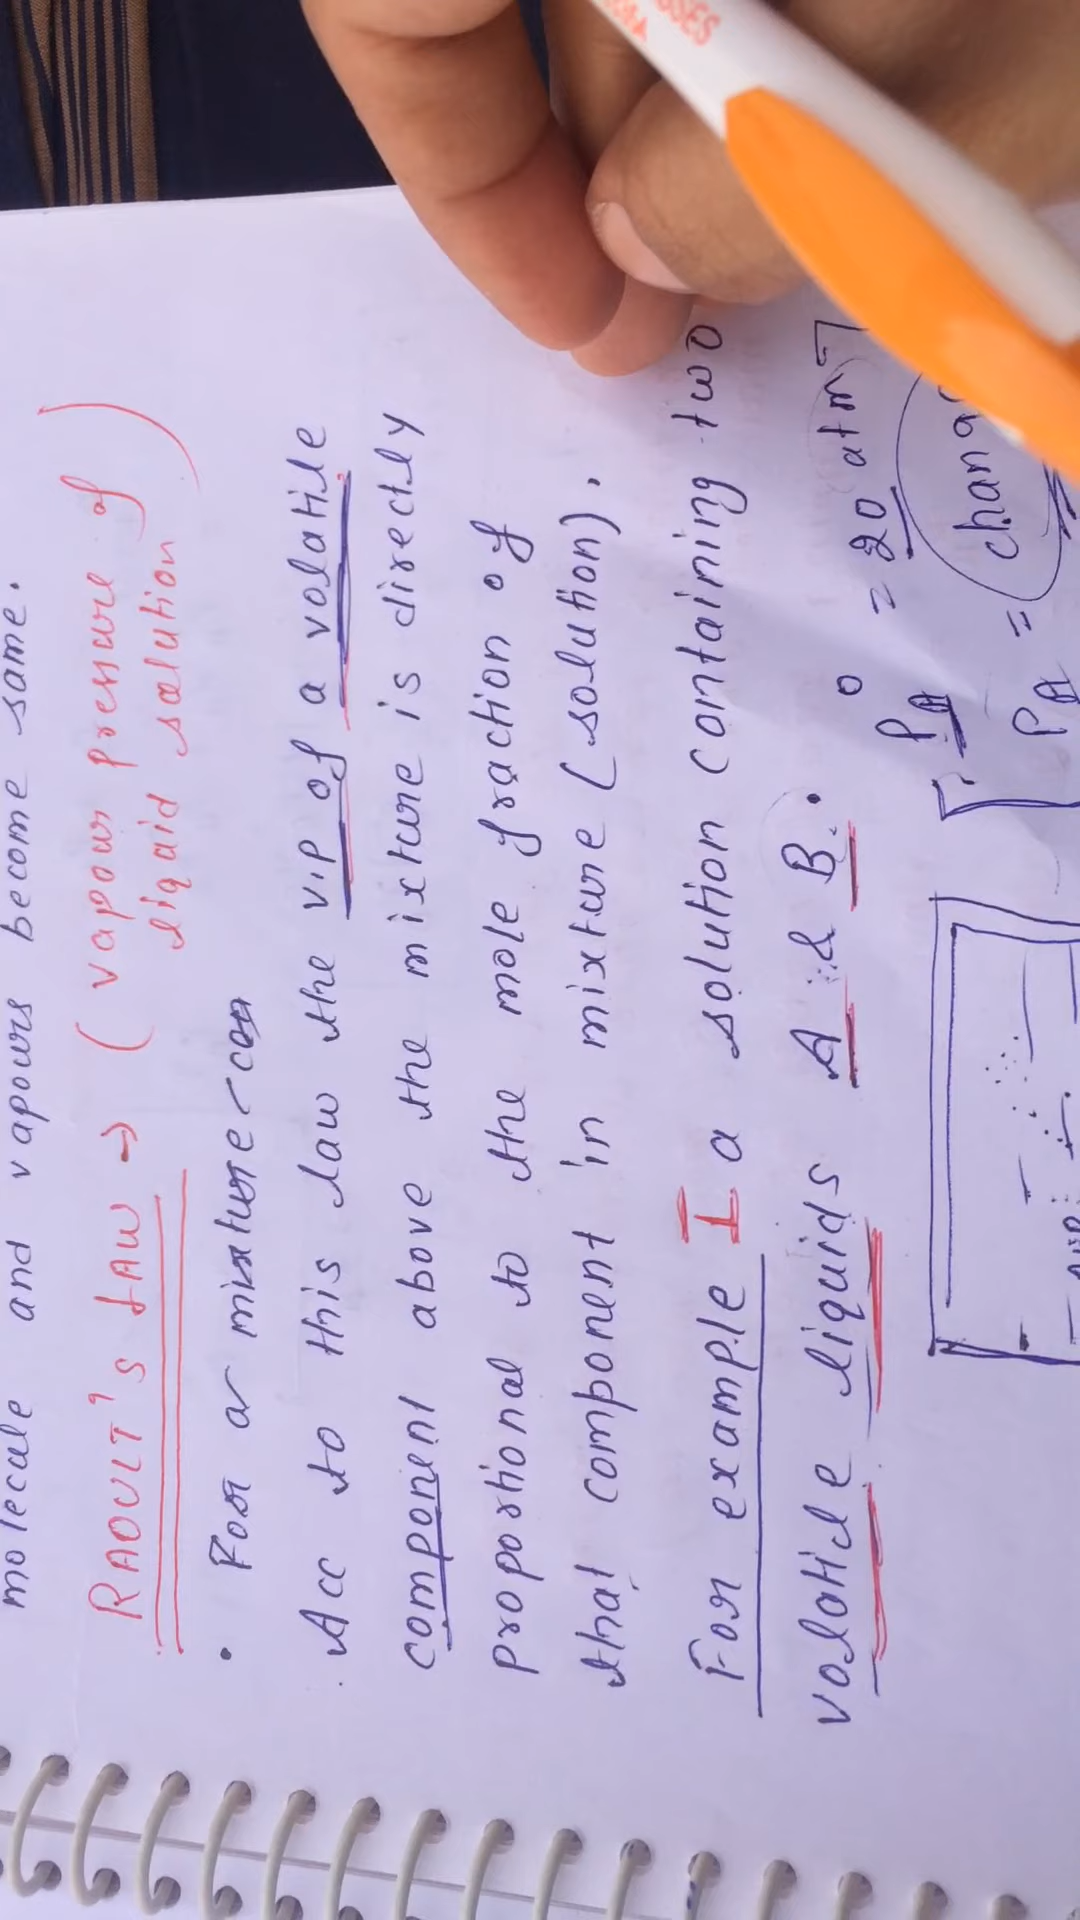 molecule and vapours become same.
RAOULT'S LAW → ( vapour pressure of
liquid solution )
• For a mixture
. Acc to this law the v.P of a volatile
component above the mixture is directly
proportional to the mole fraction of
that component in mixture ( solution ) .
For example I a solution containing two
volatile liquids A & B.
P_A° = 20 atm
P_A =